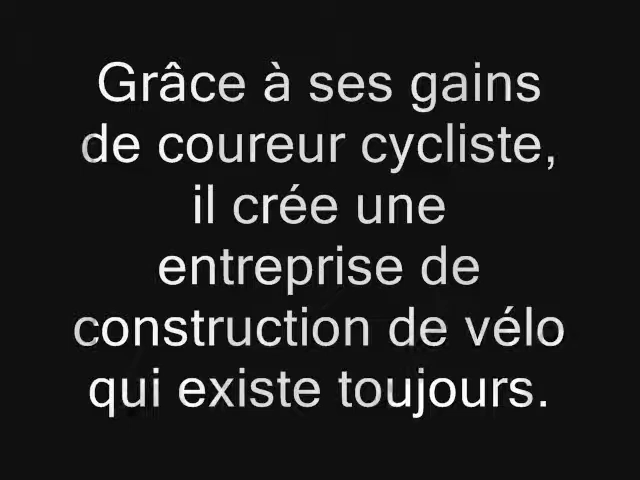 Grâce à ses gains
de coureur cycliste,
il crée une
entreprise de
construction de vélo
qui existe toujours.